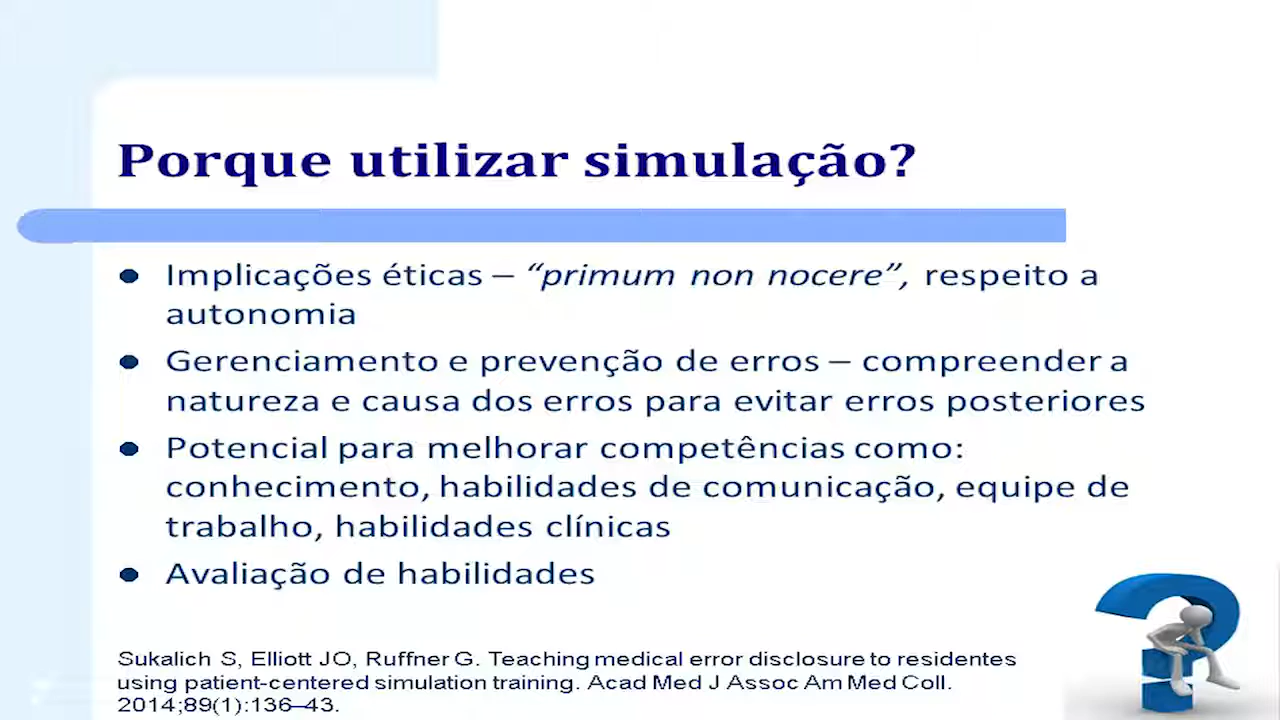 Porque utilizar simulação?
● Implicações éticas – “primum non nocere”, respeito a
autonomia
● Gerenciamento e prevenção de erros – compreender a
natureza e causa dos erros para evitar erros posteriores
● Potencial para melhorar competências como:
conhecimento, habilidades de comunicação, equipe de
trabalho, habilidades clínicas
● Avaliação de habilidades
Sukalich S, Elliott JO, Ruffner G. Teaching medical error disclosure to residentes
using patient-centered simulation training. Acad Med J Assoc Am Med Coll.
2014;89(1):136–43.